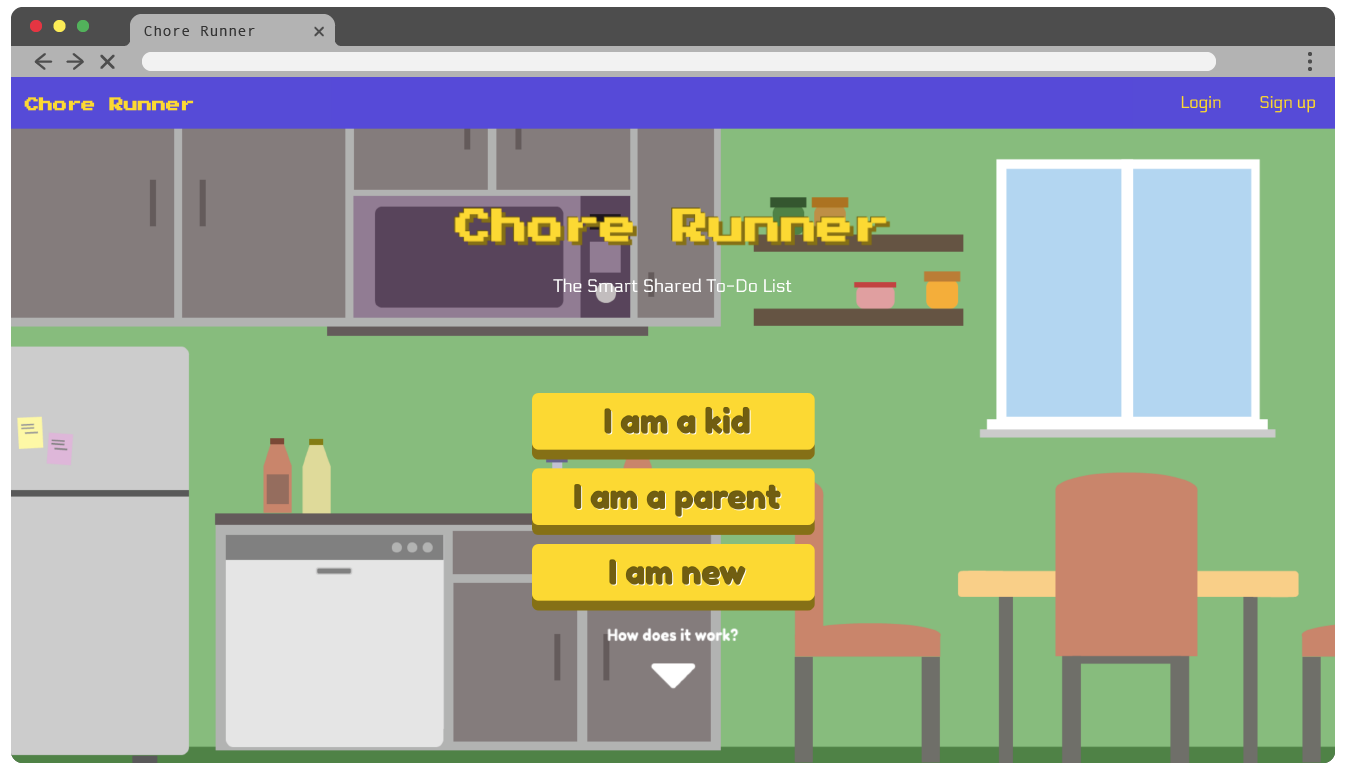 Chore Runner
Chore Runner
Login
Sign up
Chore Runner
The Smart Shared To-Do List
I am a kid
I am a parent
I am new
How does it work?